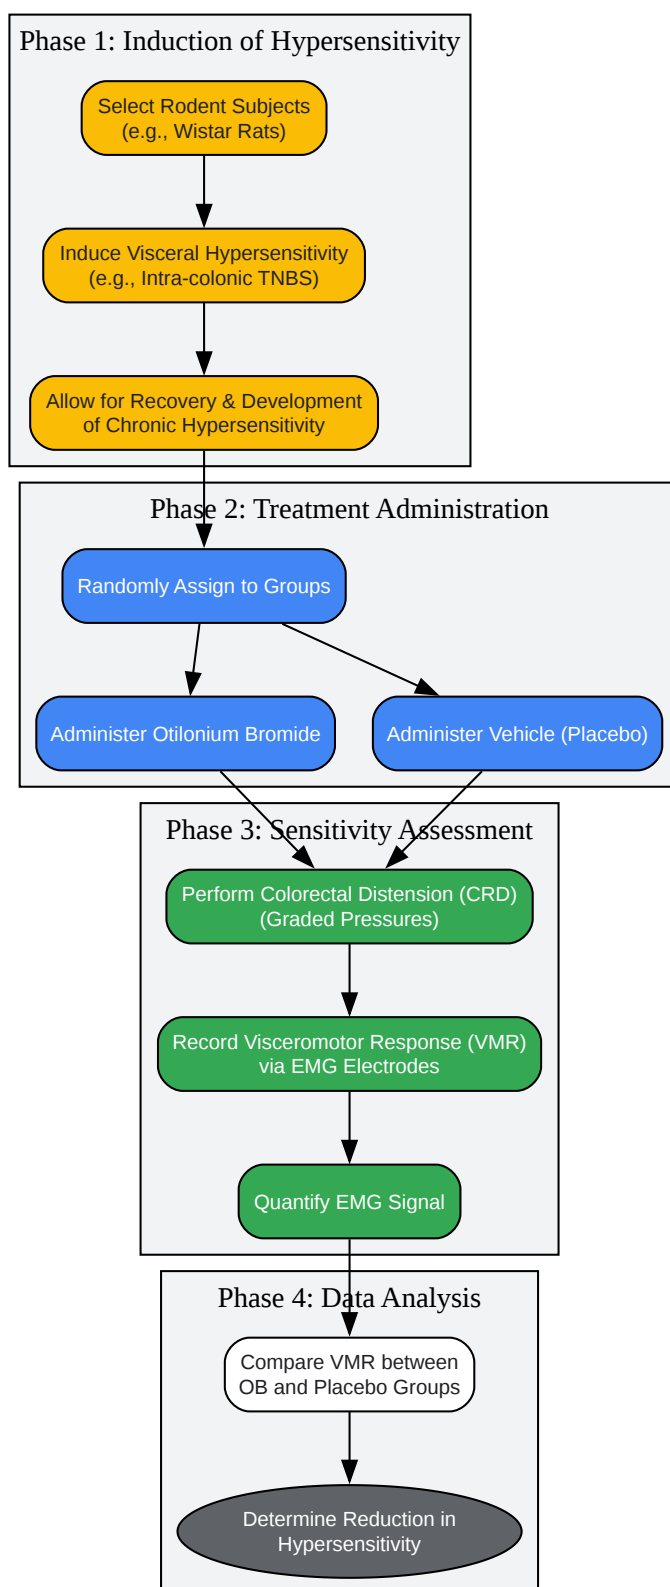 Phase 1: Induction of Hypersensitivity
Select Rodent Subjects
(e.g., Wistar Rats)
Induce Visceral Hypersensitivity
(e.g., Intra-colonic TNBS)
Allow for Recovery & Development
of Chronic Hypersensitivity
Phase 2: Treatment Administration
Randomly Assign to Groups
Administer Otilonium Bromide
Administer Vehicle (Placebo)
Phase 3: Sensitivity Assessment
Perform Colorectal Distension (CRD)
(Graded Pressures)
Record Visceromotor Response (VMR)
via EMG Electrodes
Quantify EMG Signal
Phase 4: Data Analysis
Compare VMR between
OB and Placebo Groups
Determine Reduction in
Hypersensitivity